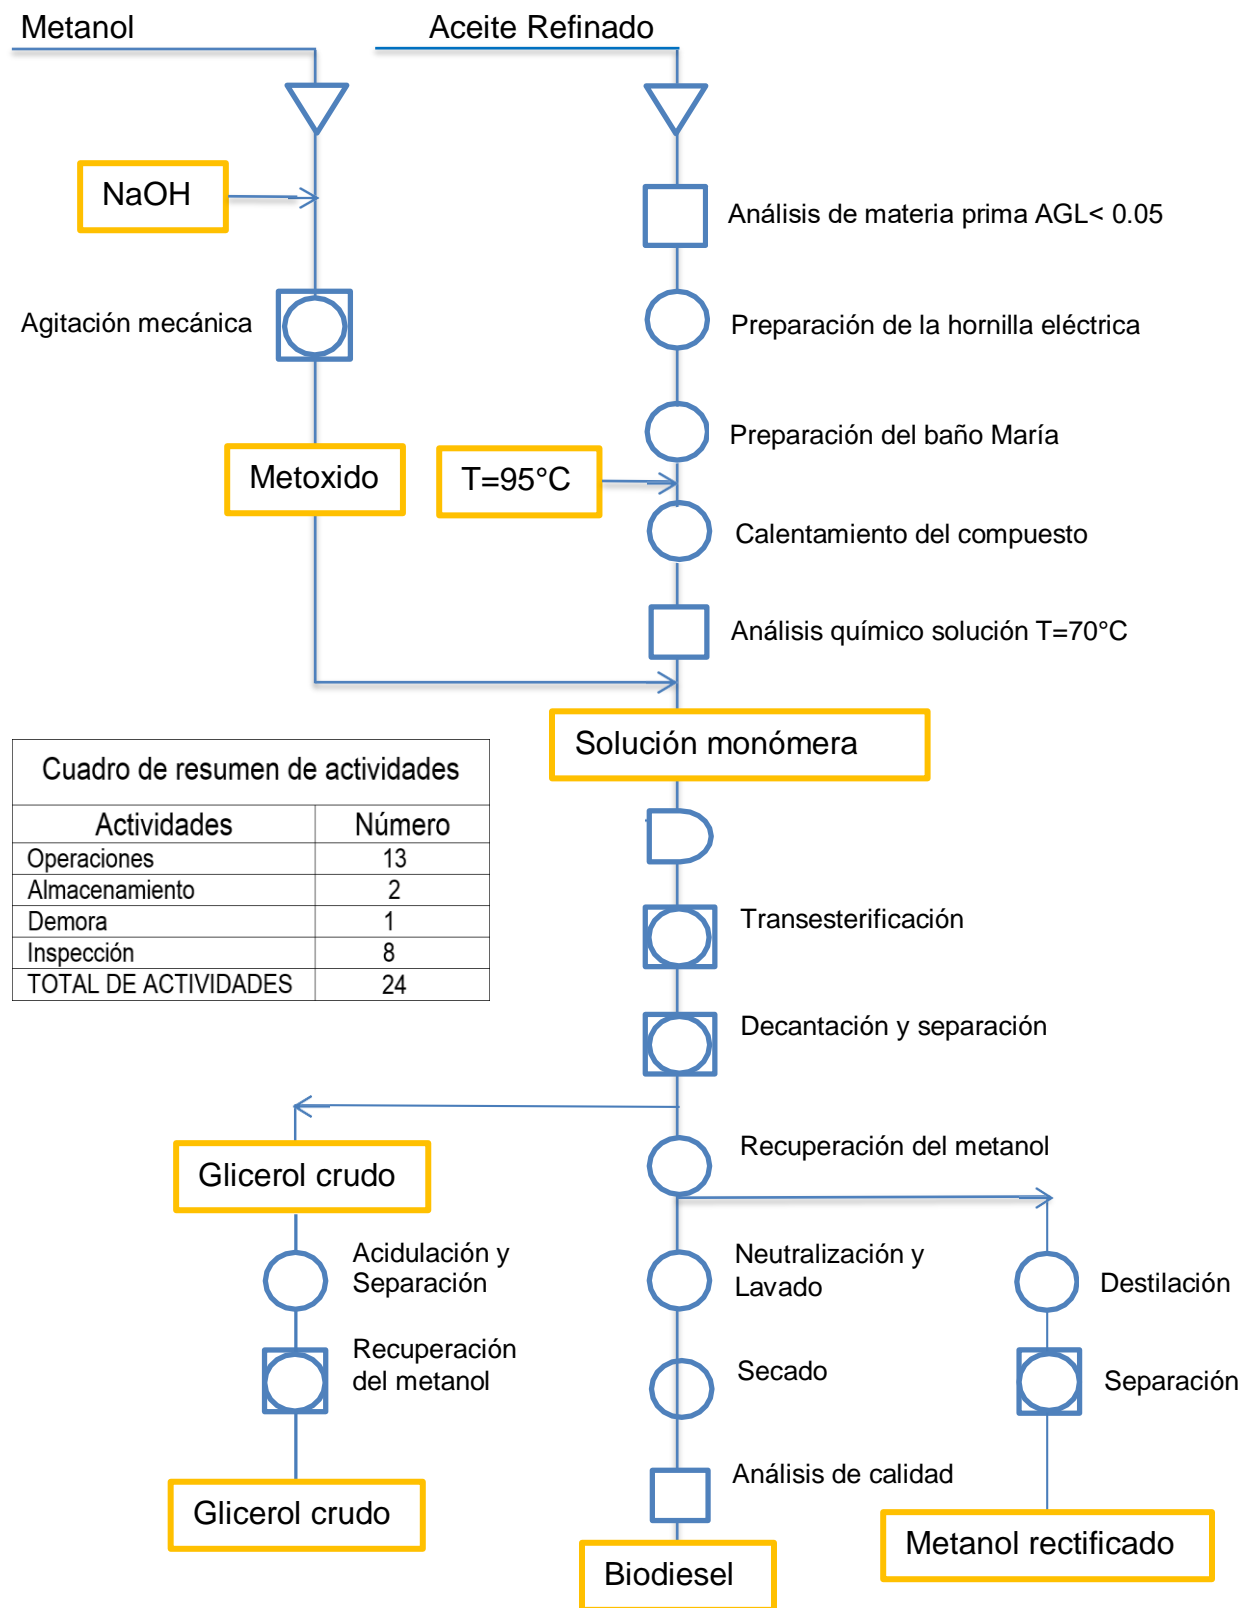 Metanol
Aceite Refinado
NaOH
Análisis de materia prima AGL< 0.05
Agitación mecánica
Preparación de la hornilla eléctrica
Preparación del baño María
Metoxido
T=95°C
Calentamiento del compuesto
Análisis químico solución T=70°C
Solución monómera
Cuadro de resumen de actividades
Actividades Número
Operaciones 13
Almacenamiento 2
Demora 1
Inspección 8
TOTAL DE ACTIVIDADES 24
Transesterificación
Decantación y separación
Recuperación del metanol
Glicerol crudo
Acidulación y
Separación
Neutralización y
Lavado
Destilación
Recuperación
del metanol
Secado
Separación
Análisis de calidad
Glicerol crudo
Metanol rectificado
Biodiesel